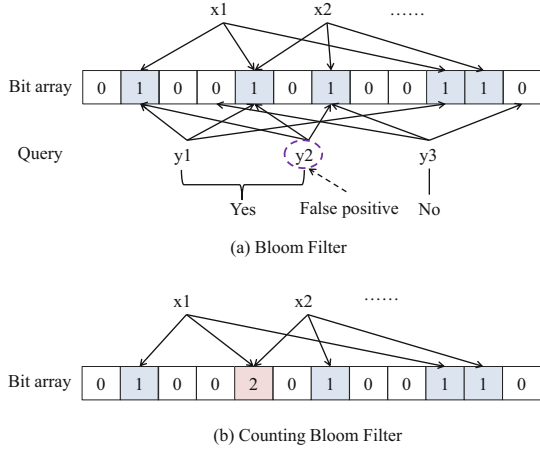 x1 x2 ……
Bit array 0 1 0 0 1 0 1 0 0 1 1 0
Query y1 y2 y3
Yes False positive No
(a) Bloom Filter
x1 x2 ……
Bit array 0 1 0 0 2 0 1 0 0 1 1 0
(b) Counting Bloom Filter